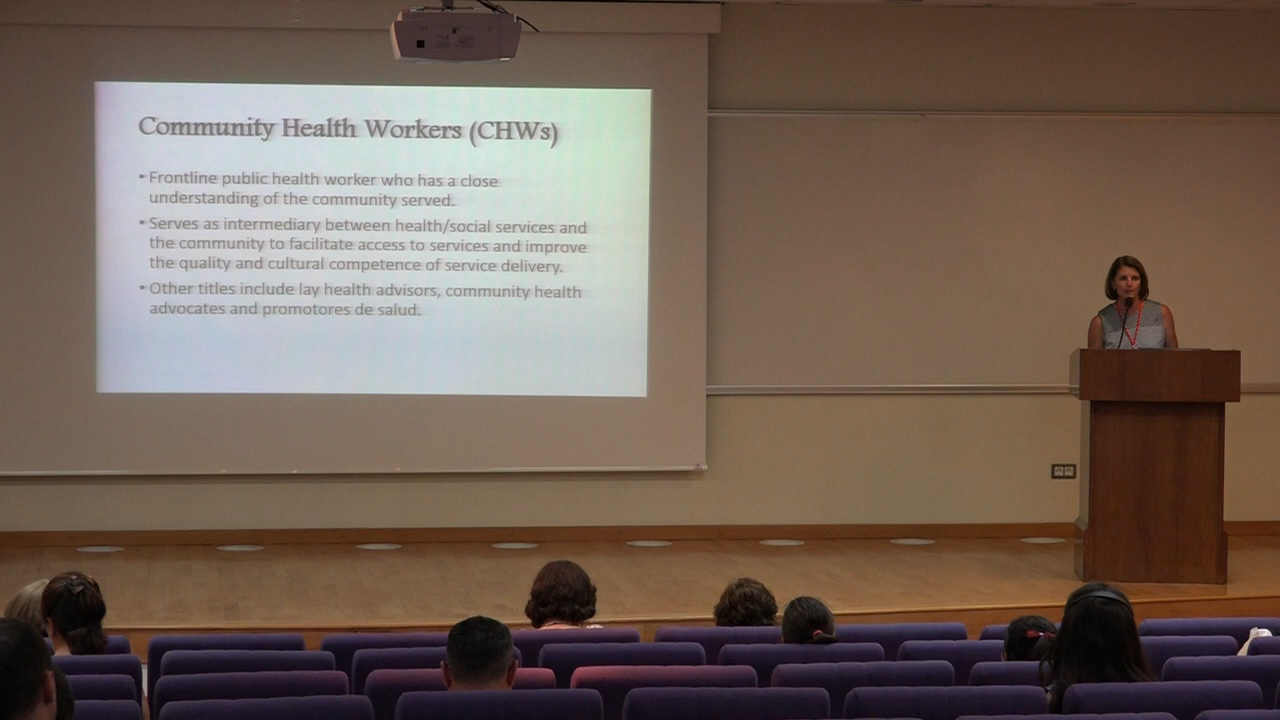 Community Health Workers (CHWs)
• Frontline public health worker who has a close
understanding of the community served.
• Serves as intermediary between health/social services and
the community to facilitate access to services and improve
the quality and cultural competence of service delivery.
• Other titles include lay health advisors, community health
advocates and promotores de salud.